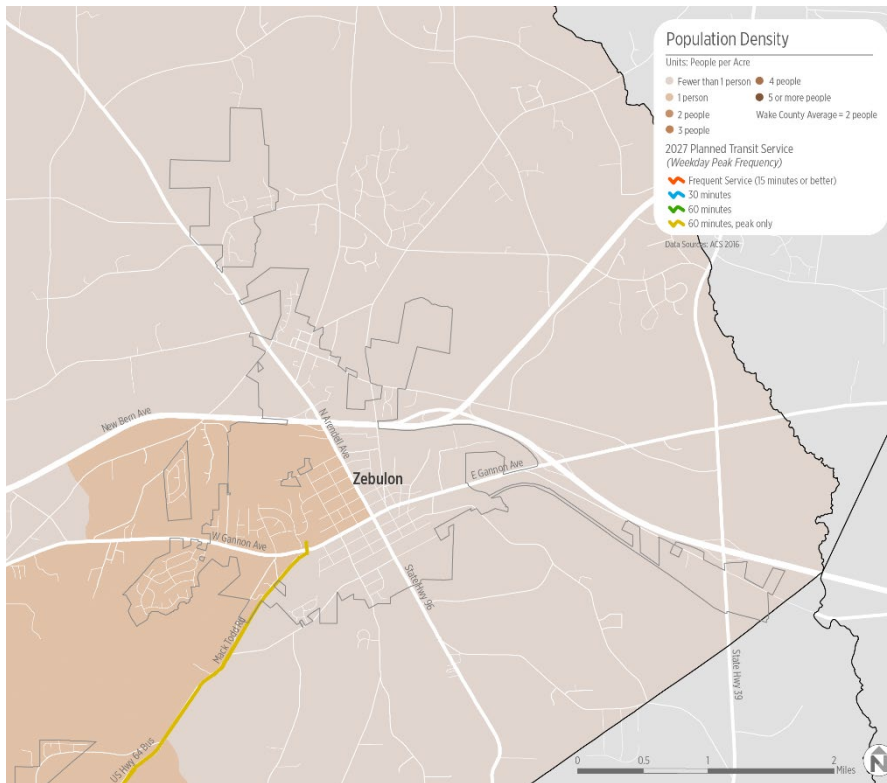 Population Density
Units: People per Acre
Fewer than 1 person
4 people
1 person
5 or more people
2 people
Wake County Average = 2 people
3 people
2027 Planned Transit Service
(Weekday Peak Frequency)
Frequent Service (15 minutes or better)
30 minutes
60 minutes
60 minutes, peak only
Data Sources: ACS 2016
New Bern Ave
N Arendell Ave
Zebulon
E Gannon Ave
W Gannon Ave
State Hwy 96
Mack Todd Rd
State Hwy 39
US Hwy 64 Bus
0 0.5 1 2
Miles
N